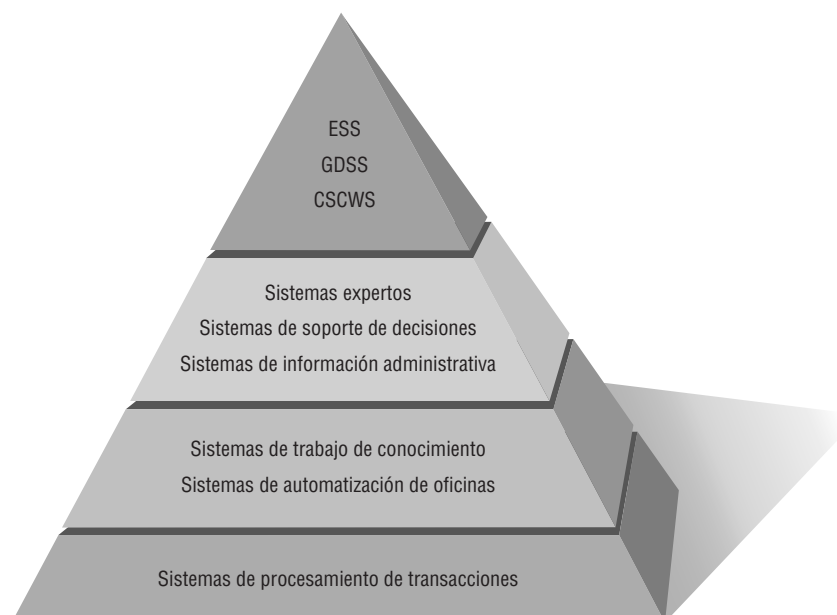 ESS
GDSS
CSCWS
Sistemas expertos
Sistemas de soporte de decisiones
Sistemas de información administrativa
Sistemas de trabajo de conocimiento
Sistemas de automatización de oficinas
Sistemas de procesamiento de transacciones